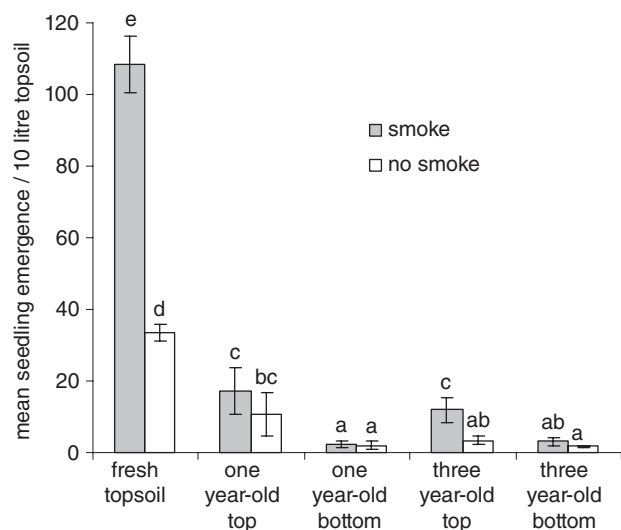 mean seedling emergence / 10 litre topsoil
120
100
80
60
40
20
0
e
d
c
bc
a
a
c
ab
ab
a
smoke
no smoke
fresh
topsoil
one
year-old
top
one
year-old
bottom
three
year-old
top
three
year-old
bottom